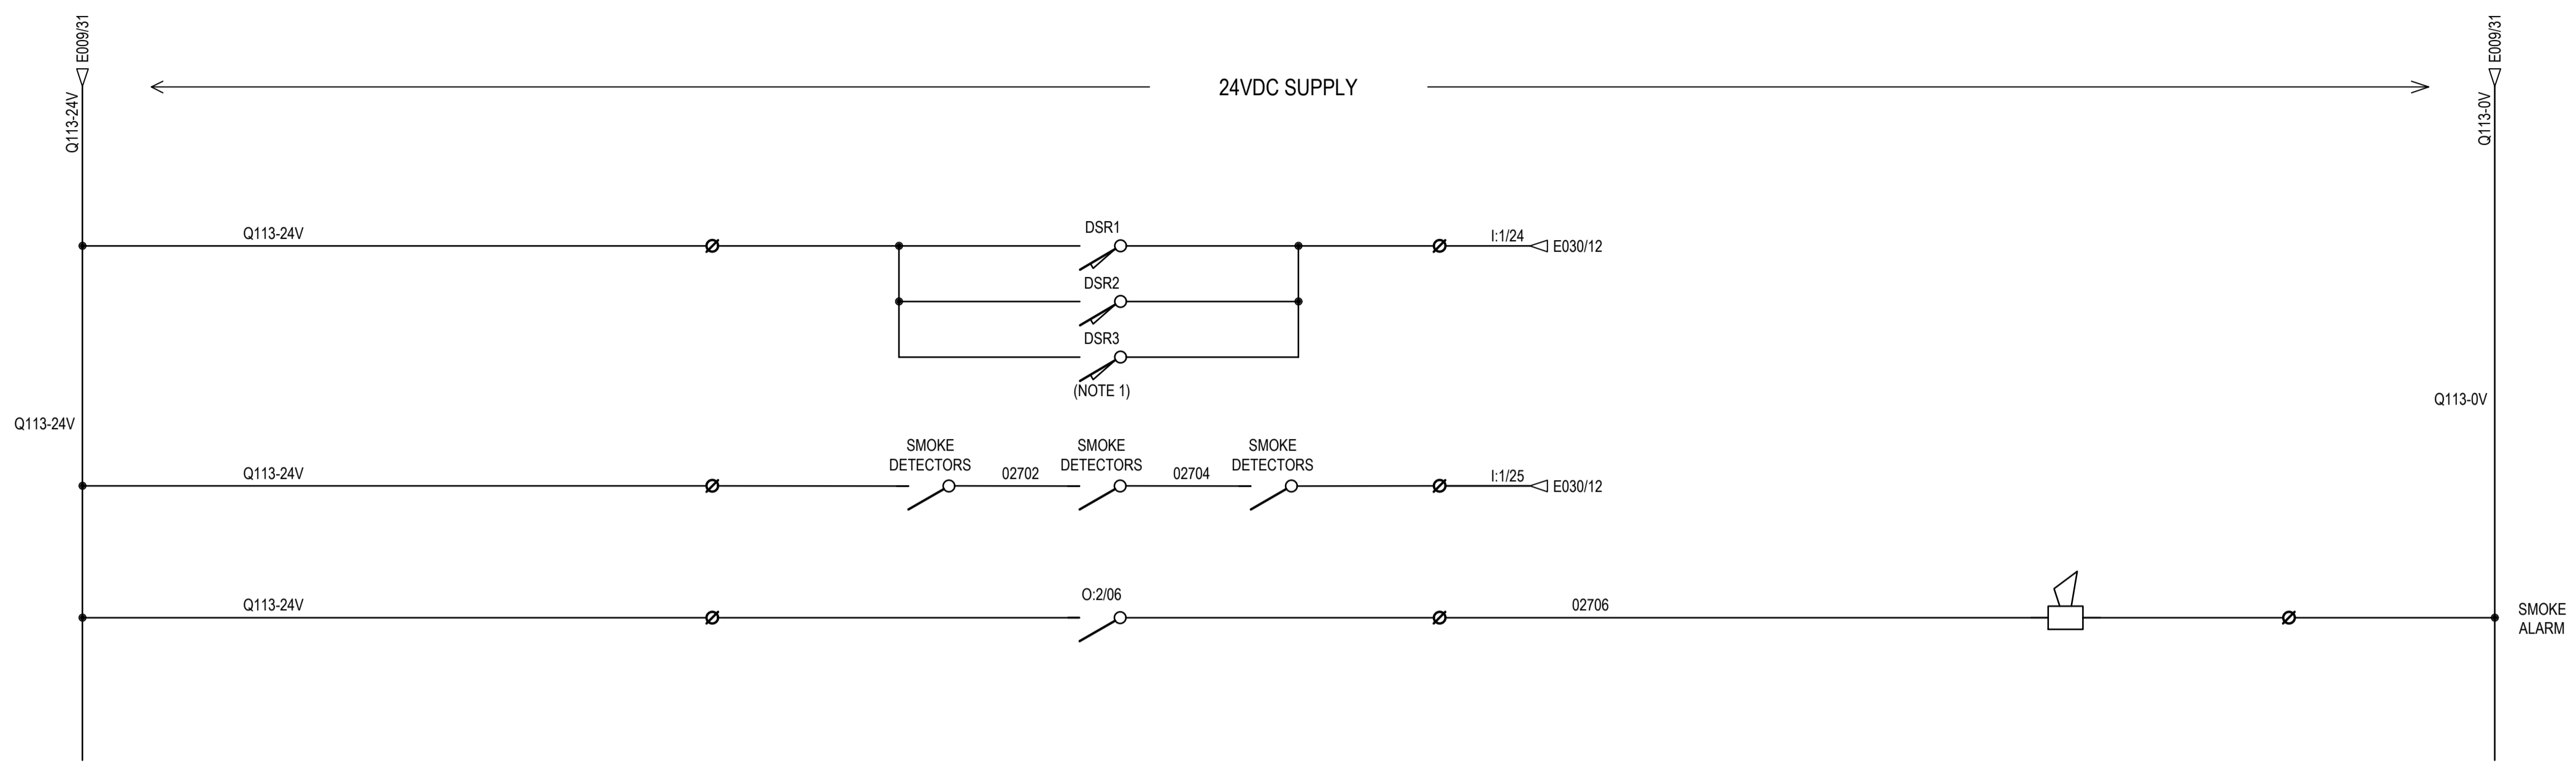 E009/31
E009/31
24VDC SUPPLY
Q113-24V
Q113-0V
DSR1
Q113-24V
I:1/24
E030/12
DSR2
DSR3
(NOTE 1)
Q113-0V
Q113-24V
SMOKE
DETECTORS
SMOKE
DETECTORS
SMOKE
DETECTORS
Q113-24V
02702
02704
I:1/25
E030/12
O:2/06
Q113-24V
02706
SMOKE
ALARM